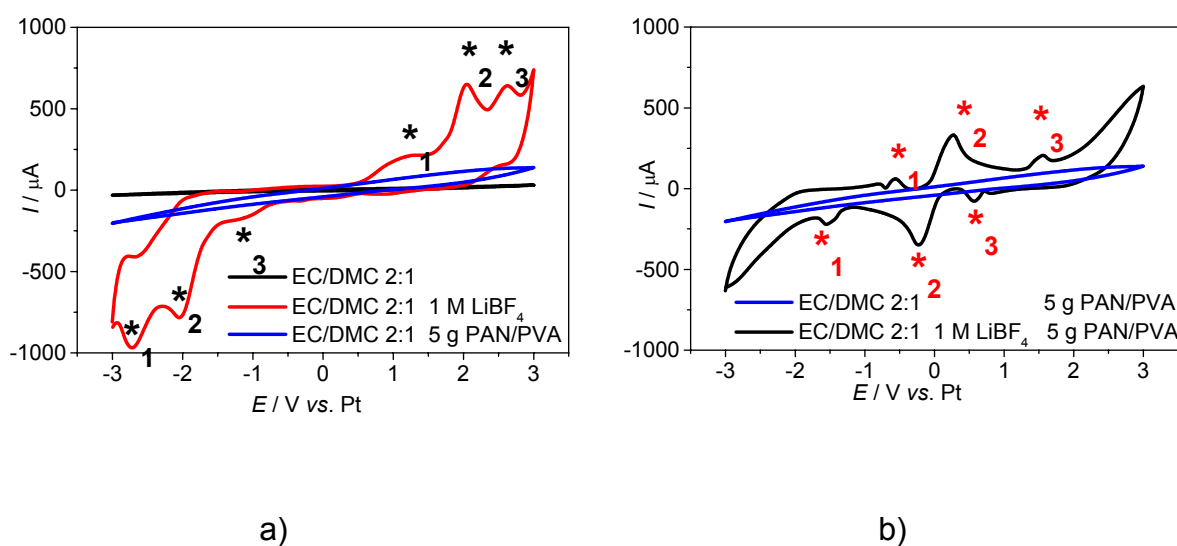 1000
500
0
-500
-1000
I / μA
* 1
* 2
* 3
* 3
* 2
* 1
EC/DMC 2:1
EC/DMC 2:1 1 M LiBF₄
EC/DMC 2:1 5 g PAN/PVA
-3 -2 -1 0 1 2 3
E / V vs. Pt
a)
1000
500
0
-500
-1000
I / μA
* 1
* 2
* 3
* 1
* 2
* 3
EC/DMC 2:1 5 g PAN/PVA
EC/DMC 2:1 1 M LiBF₄ 5 g PAN/PVA
-3 -2 -1 0 1 2 3
E / V vs. Pt
b)